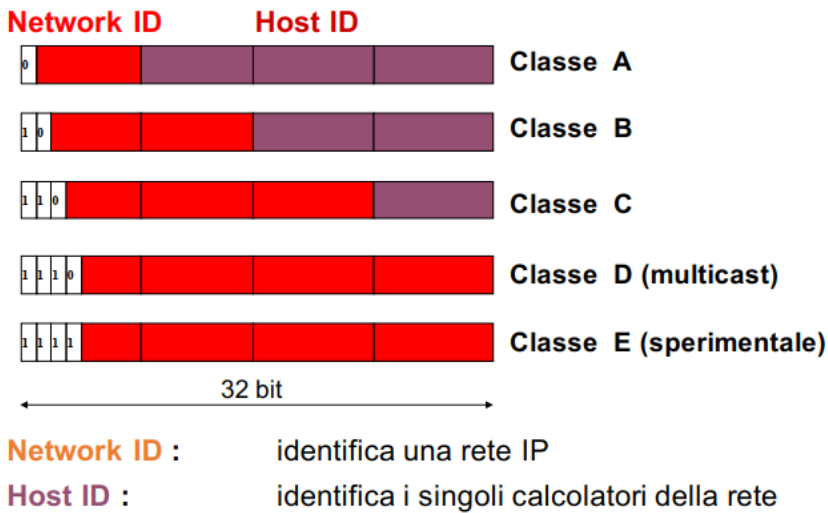 Network ID Host ID
0 Classe A
1 0 Classe B
1 1 0 Classe C
1 1 1 0 Classe D (multicast)
1 1 1 1 Classe E (sperimentale)
32 bit
Network ID : identifica una rete IP
Host ID : identifica i singoli calcolatori della rete